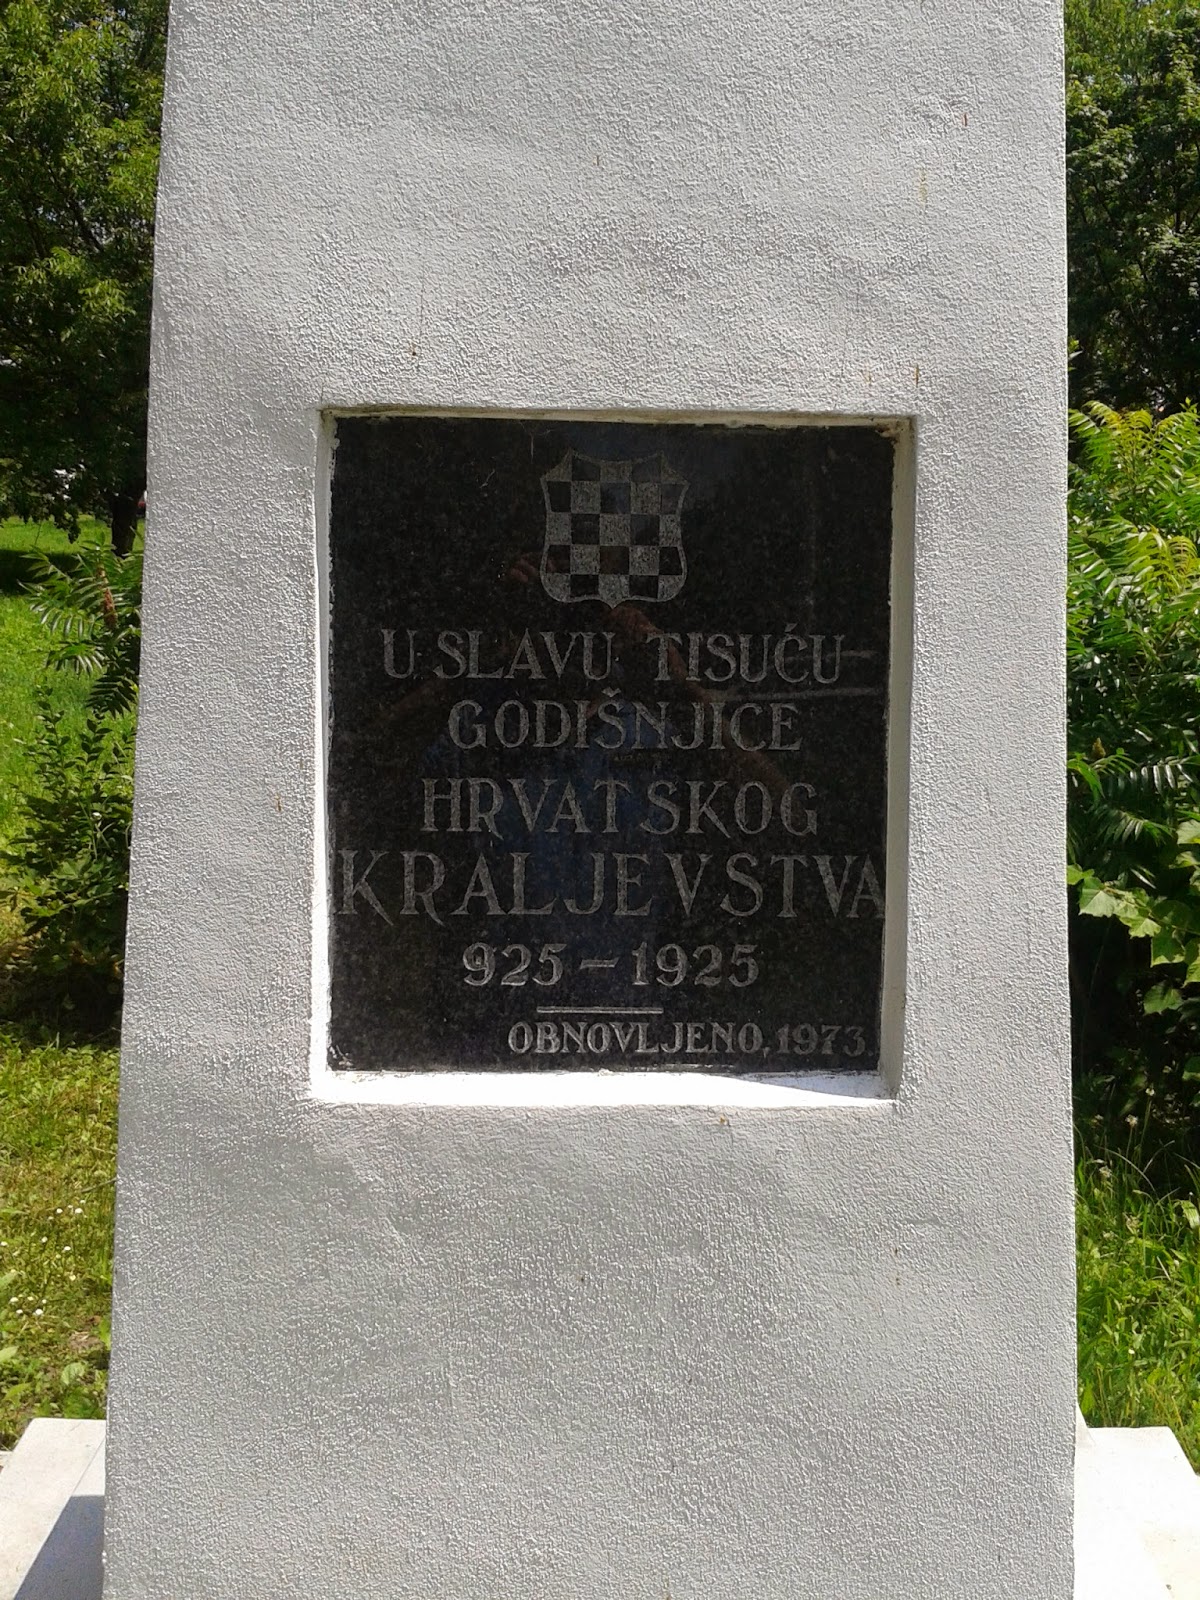 U SLAVU TISUĆU
GODIŠNJICE
HRVATSKOG
KRALJEVSTVA
925 – 1925
OBNOVLJENO, 1973.